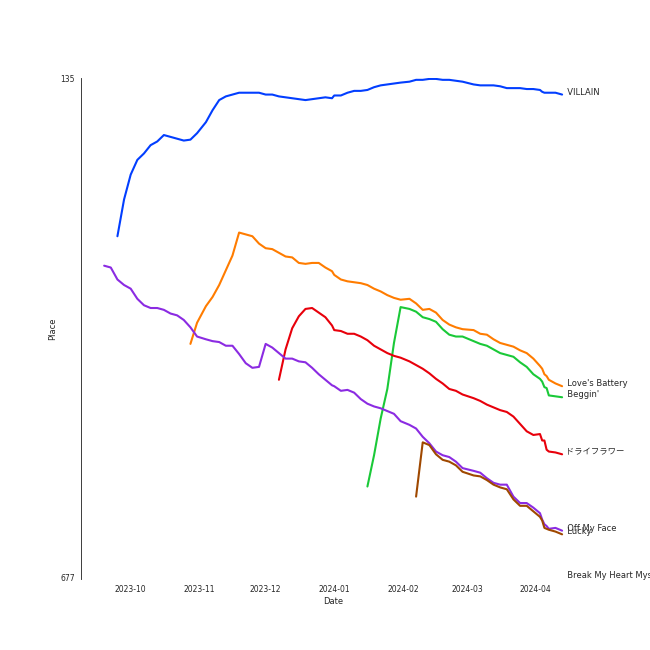 135
VILLAIN
Place
Love's Battery
Beggin'
ドライフラワー
Off My Face
Lucky
Break My Heart Mys
677
2023-10 2023-11 2023-12 2024-01 2024-02 2024-03 2024-04
Date